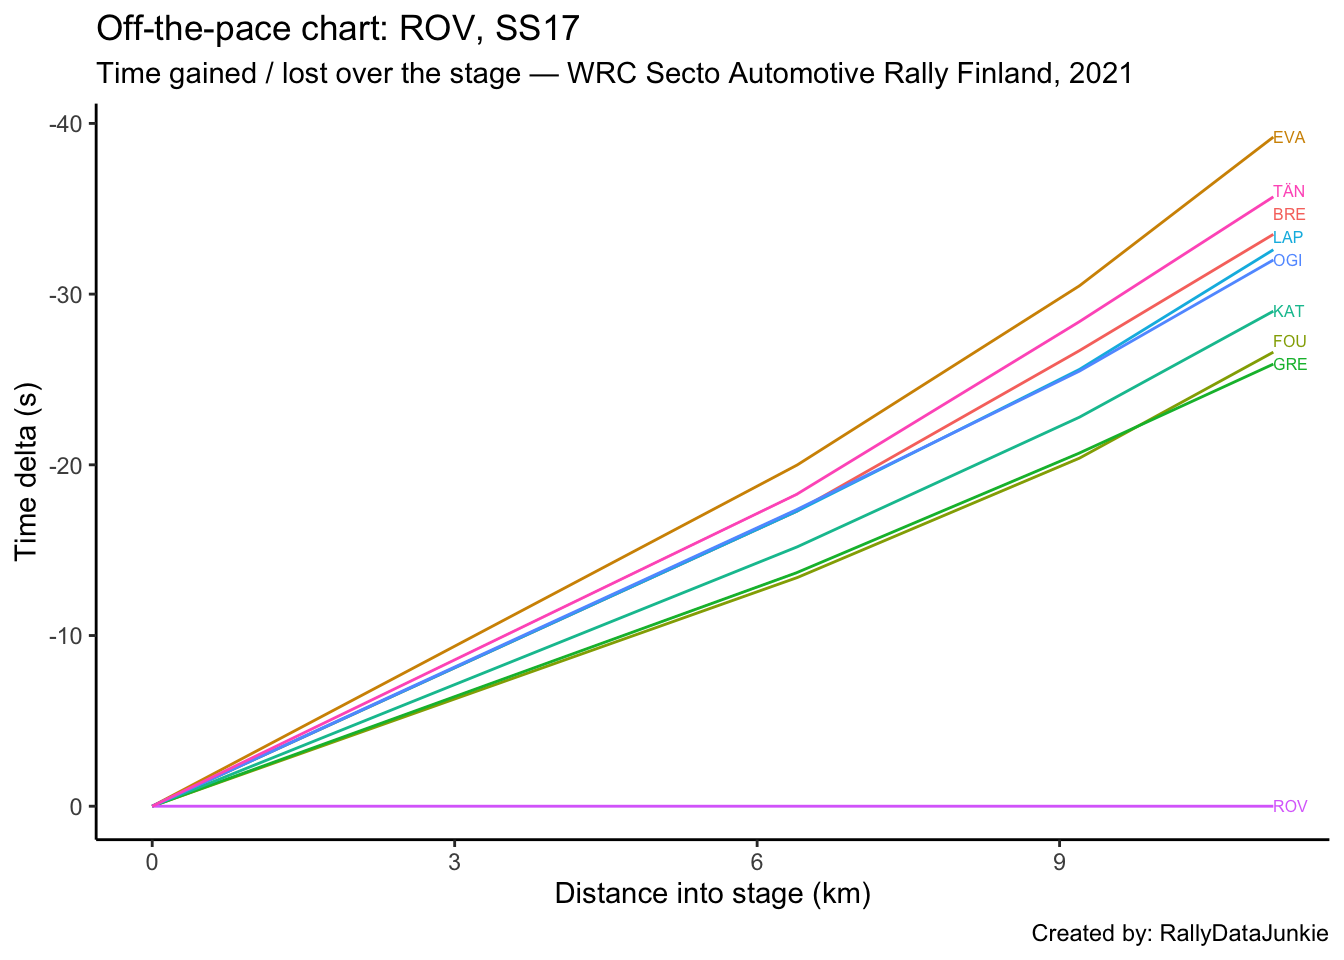 Off-the-pace chart: ROV, SS17
Time gained / lost over the stage — WRC Secto Automotive Rally Finland, 2021
-40
-30
-20
-10
0
Time delta (s)
EVA
TÄN
BRE
LAP
OGI
KAT
FOU
GRE
ROV
0 3 6 9
Distance into stage (km)
Created by: RallyDataJunkie